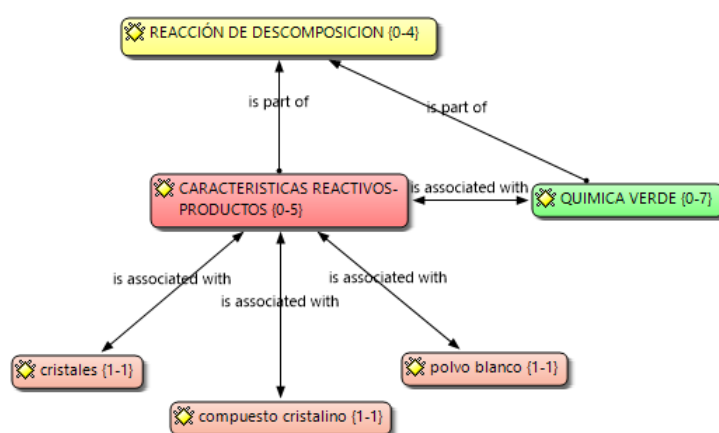 REACCIÓN DE DESCOMPOSICION {0-4}
is part of
is part of
CARACTERISTICAS REACTIVOS-
PRODUCTOS {0-5}
is associated with
QUIMICA VERDE {0-7}
is associated with
is associated with
is associated with
cristales {1-1}
polvo blanco {1-1}
compuesto cristalino {1-1}